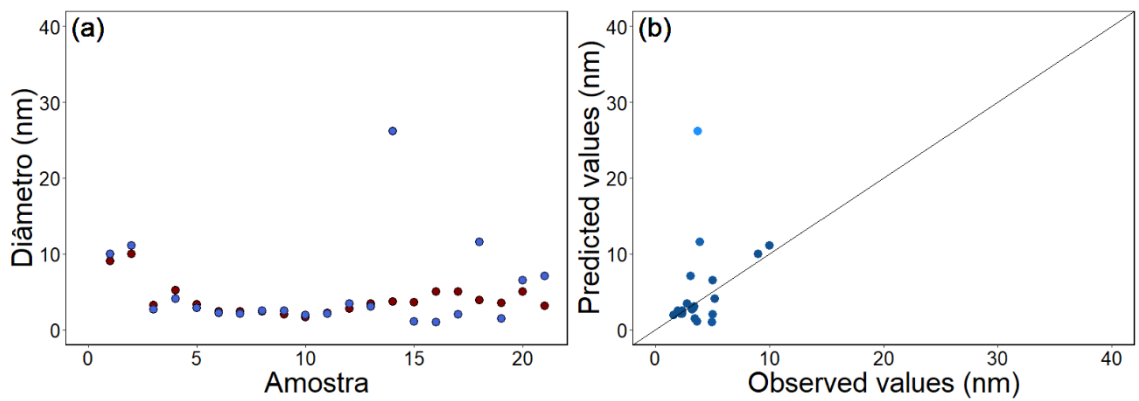 (a)
Diâmetro (nm)
40
30
20
10
0
0 5 10 15 20
Amostra
(b)
Predicted values (nm)
40
30
20
10
0
0 10 20 30 40
Observed values (nm)